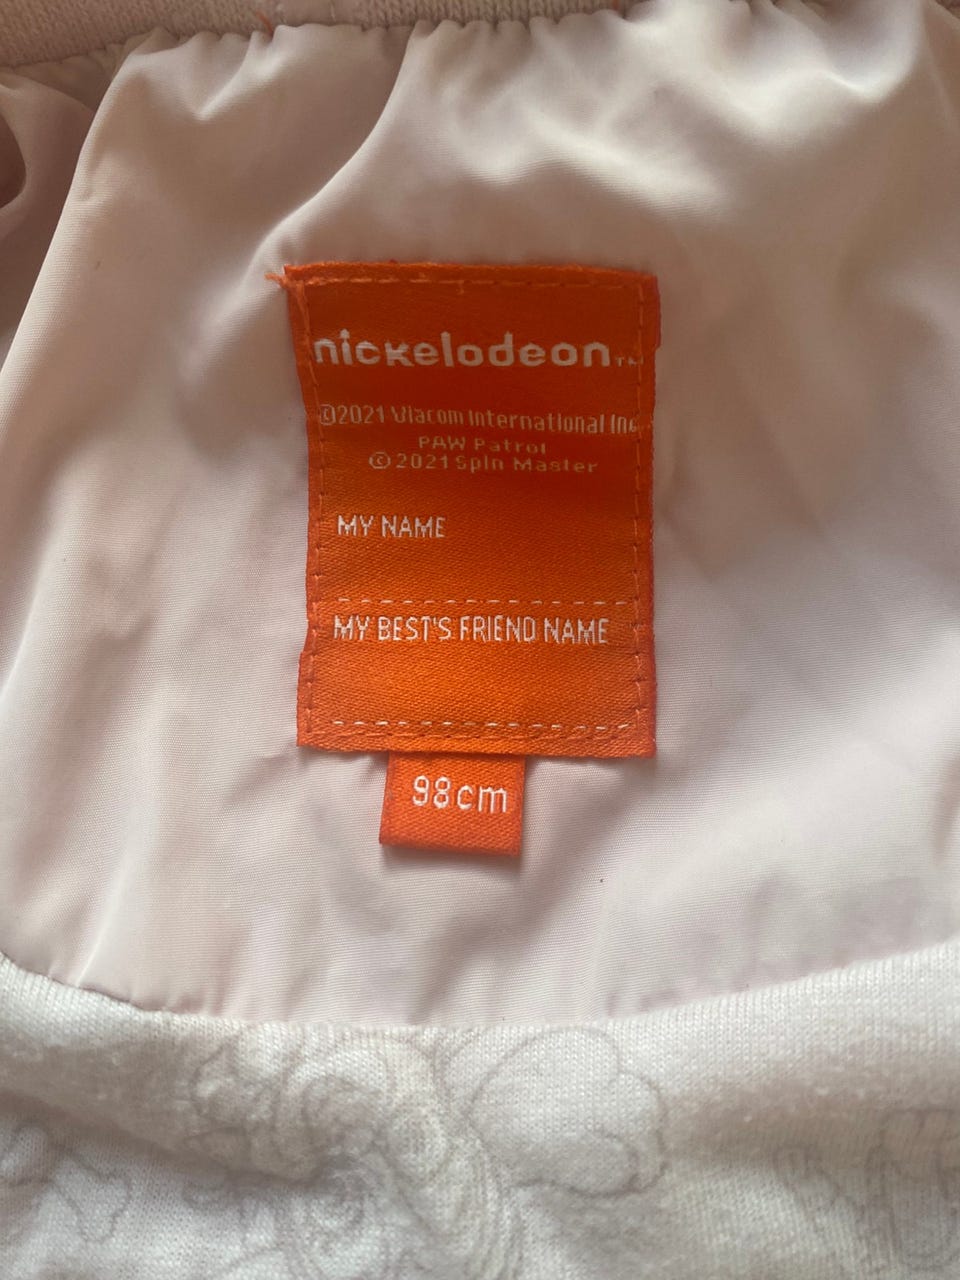 nickelodeon™
©2021 Viacom International Inc
PAW Patrol
©2021 Spin Master
MY NAME
MY BEST'S FRIEND NAME
98cm